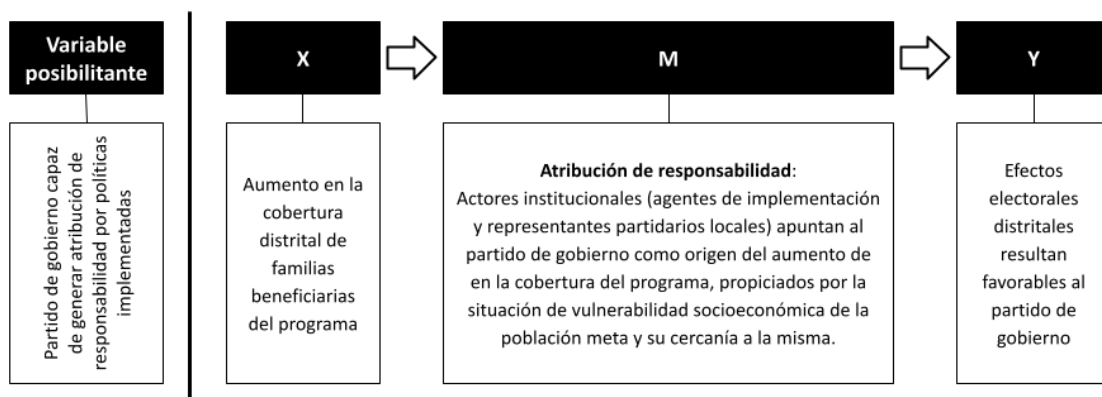 Variable
posibilitante
X
M
Y
Partido de gobierno capaz
de generar atribución de
responsabilidad por políticas
implementadas
Aumento en la
cobertura
distrital de
familias
beneficiarias
del programa
Atribución de responsabilidad:
Actores institucionales (agentes de implementación
y representantes partidarios locales) apuntan al
partido de gobierno como origen del aumento de
en la cobertura del programa, propiciados por la
situación de vulnerabilidad socioeconómica de la
población meta y su cercanía a la misma.
Efectos
electorales
distritales
resultan
favorables al
partido de
gobierno